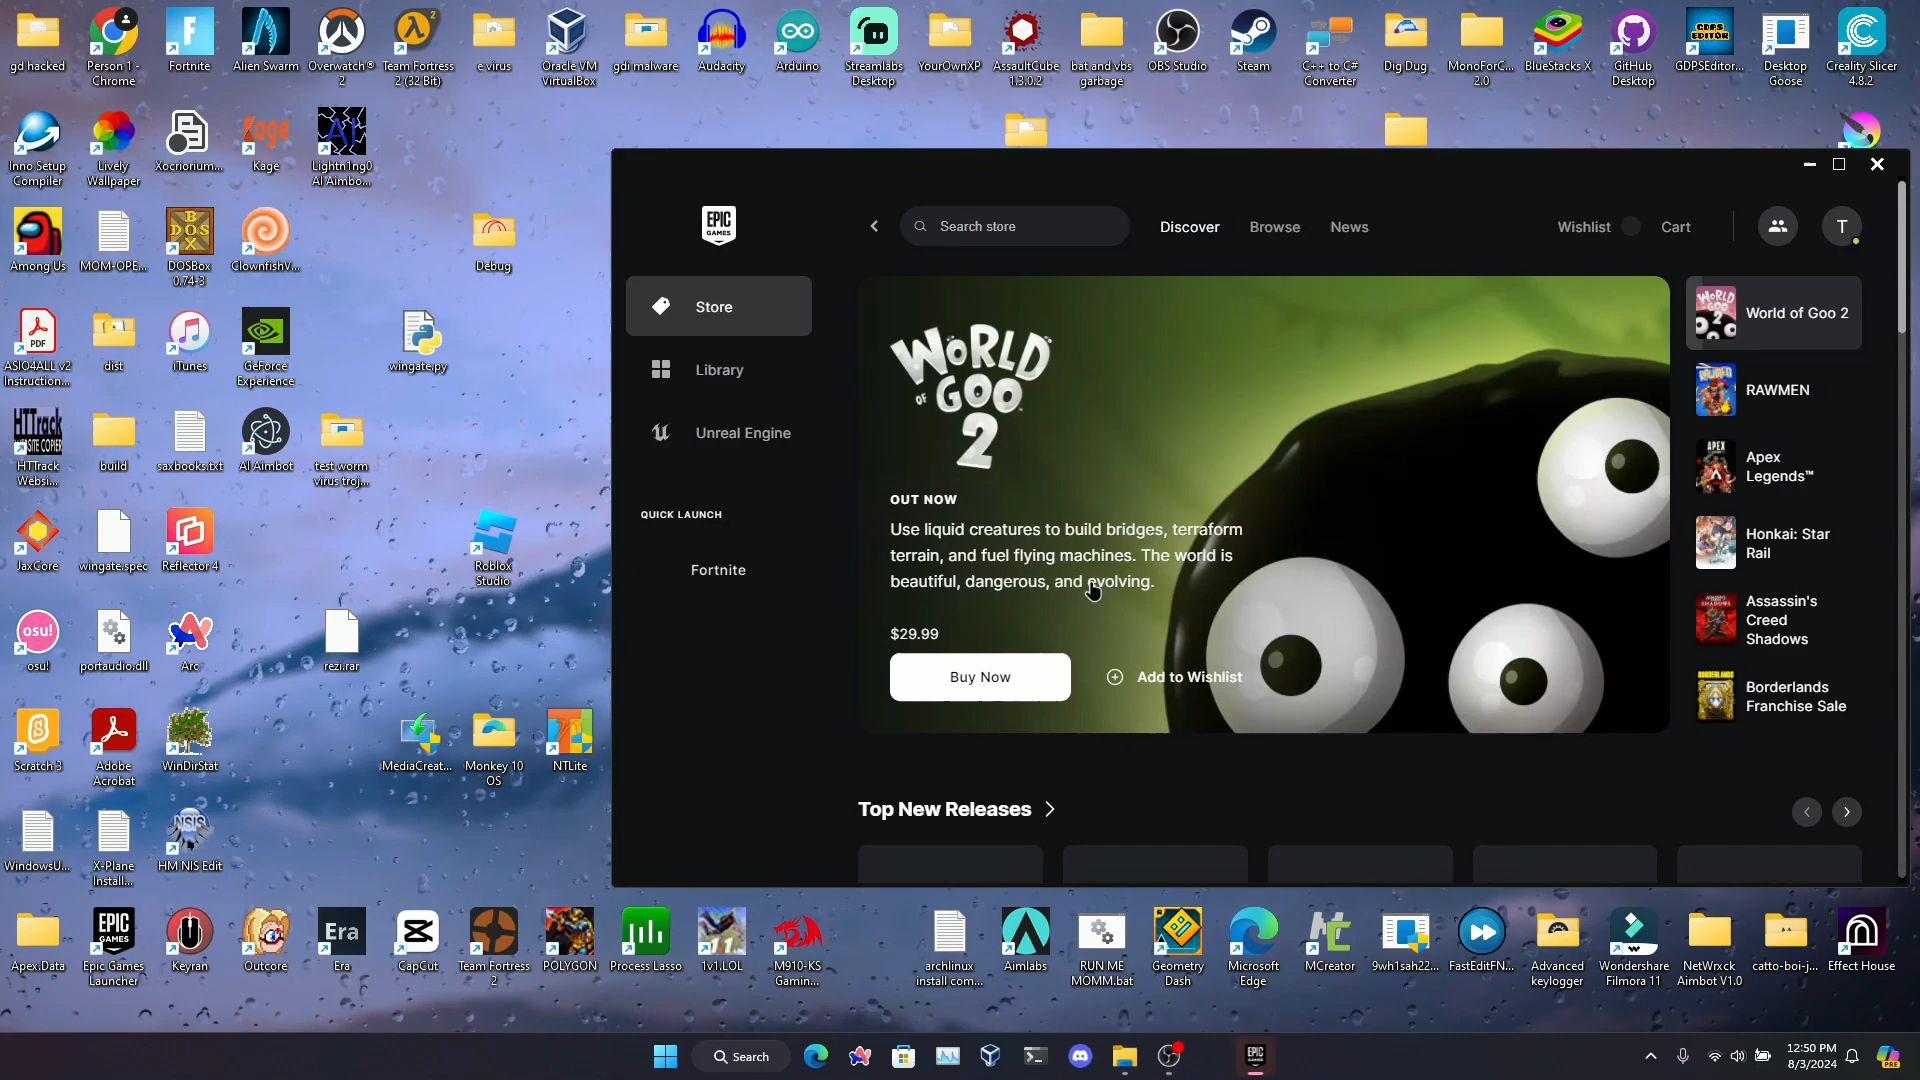 gd hacked
Person 1 -
Chrome
Fortnite
Alien Swarm
Overwatch®
2
Team Fortress
2 (32 Bit)
e virus
Oracle VM
VirtualBox
gdi malware
Audacity
Arduino
Streamlabs
Desktop
YourOwnXP
AssaultCube
1.3.0.2
bat and vbs
garbage
OBS Studio
Steam
C++ to C#
Converter
Dig Dug
MonoForC...
2.0
BlueStacks X
GitHub
Desktop
GDPSEditor...
Desktop
Goose
Creality Slicer
4.8.2
Inno Setup
Compiler
Lively
Wallpaper
Xocriorium...
Kage
Lightn1ng0
AI Aimbo...
Among Us
MOM-OPE...
DOSBox
0.74-3
ClownfishV...
Debug
ASIO4ALL v2
Instruction...
dist
iTunes
GeForce
Experience
wingate.py
HTTrack
Websi...
build
saxbooks.txt
AI Aimbot
test worm
virus troj...
JaxCore
wingate.spec
Reflector 4
Roblox
Studio
osu!
portaudio.dll
Arc
rezi.rar
Scratch 3
Adobe
Acrobat
WinDirStat
MediaCreat...
Monkey 10
OS
NTLite
WindowsU...
X-Plane
Install...
HM NIS Edit
EPIC
GAMES
Search store
Discover
Browse
News
Wishlist
Cart
T
Store
Library
Unreal Engine
QUICK LAUNCH
Fortnite
WORLD
OF GOO
2
OUT NOW
Use liquid creatures to build bridges, terraform
terrain, and fuel flying machines. The world is
beautiful, dangerous, and evolving.
$29.99
Buy Now
Add to Wishlist
World of Goo 2
RAWMEN
Apex
Legends™
Honkai: Star
Rail
Assassin's
Creed
Shadows
Borderlands
Franchise Sale
Top New Releases
Apex.Data
Epic Games
Launcher
Keyran
Outcore
Era
CapCut
Team Fortress
2
POLYGON
Process Lasso
1v1.LOL
M910-KS
Gamin...
archlinux
install com...
Aimlabs
RUN ME
MOMM.bat
Geometry
Dash
Microsoft
Edge
MCreator
9wh1sah22...
FastEditFN...
Advanced
keylogger
Wondershare
Filmora 11
NetWrxck
Aimbot V1.0
catto-boi-j...
Effect House
Search
12:50 PM
8/3/2024